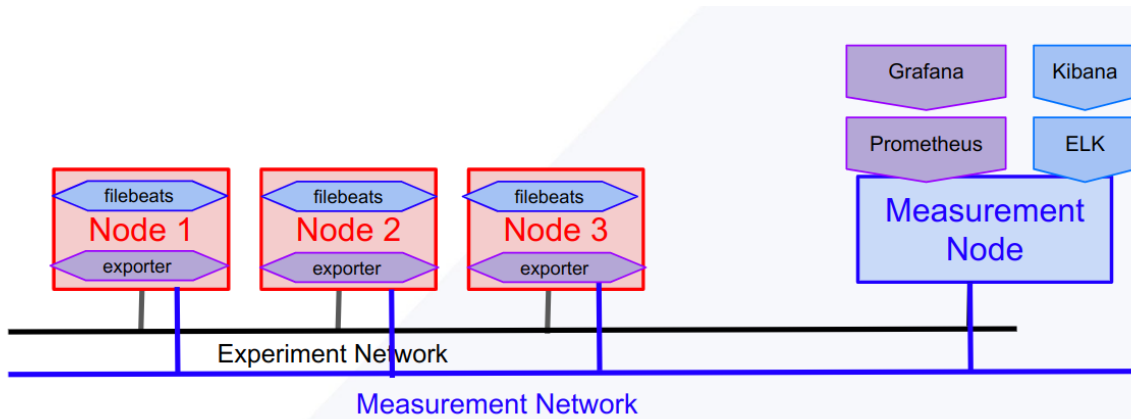 Grafana
Kibana
Prometheus
ELK
filebeats
filebeats
filebeats
Node 1
Node 2
Node 3
Measurement
Node
exporter
exporter
exporter
Experiment Network
Measurement Network